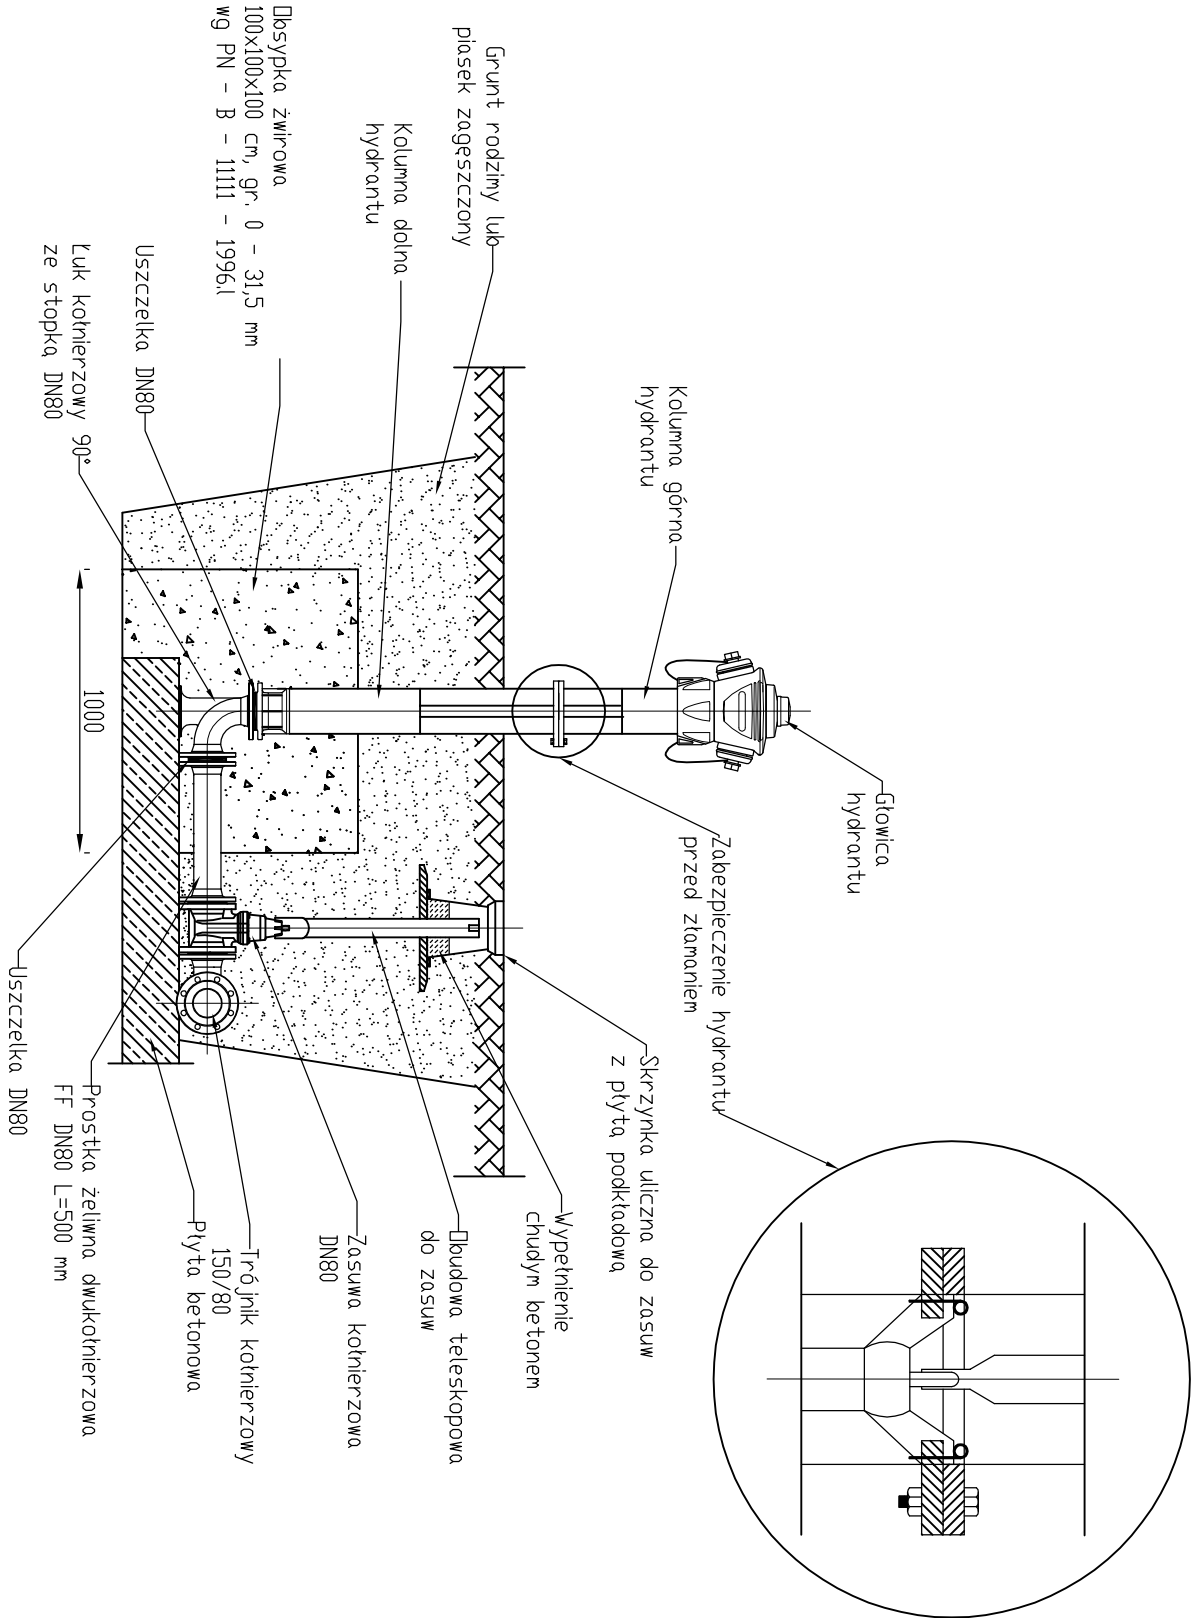 Głowica
hydrantu
Kolumna górna
hydrantu
Zabezpieczenie hydrantu
przed złamaniem
Skrzynka uliczna do zasuw
z płytą podkładową
Wypełnienie
chudym betonem
Grunt rodzimy lub
piasek zagęszczony
Kolumna dolna
hydrantu
Obudowa teleskopowa
do zasuw
Zasuwa kołnierzowa
DN80
Obsypka żwirowa
100x100x100 cm, gr. 0 - 31,5 mm
wg PN - B - 11111 - 1996.l
Trójnik kołnierzowy
150/80
Płyta betonowa
Uszczelka DN80
Łuk kołnierzowy 90°
ze stopką DN80
1000
Prostka żeliwna dwukołnierzowa
FF DN80 L=500 mm
Uszczelka DN80